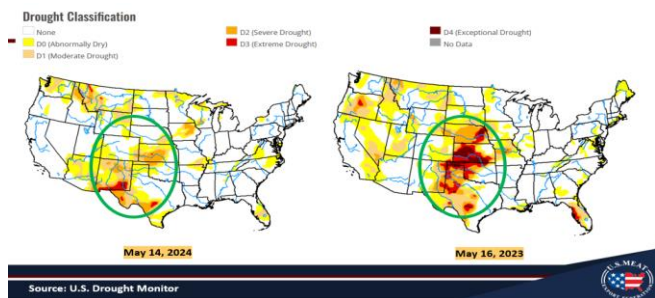 Drought Classification
None
D0 (Abnormally Dry)
D1 (Moderate Drought)
D2 (Severe Drought)
D3 (Extreme Drought)
D4 (Exceptional Drought)
No Data
May 14, 2024
May 16, 2023
Source: U.S. Drought Monitor
U.S. MEAT